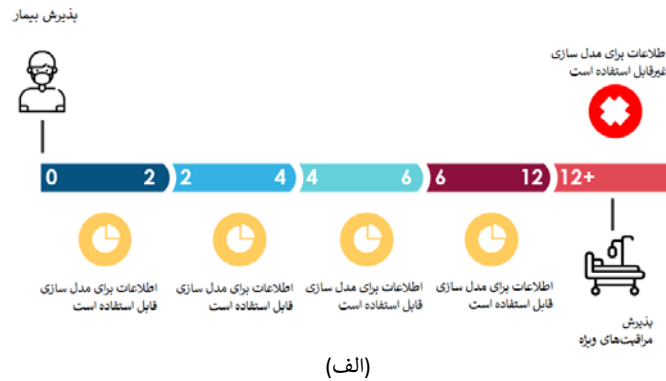 پذیرش بیمار
اطلاعات برای مدل سازی
غیرقابل استفاده است
0 2 2 4 4 6 6 12 12+
اطلاعات برای مدل سازی
قابل استفاده است
اطلاعات برای مدل سازی
قابل استفاده است
اطلاعات برای مدل سازی
قابل استفاده است
اطلاعات برای مدل سازی
قابل استفاده است
پذیرش
مراقبت‌های ویژه
(الف)